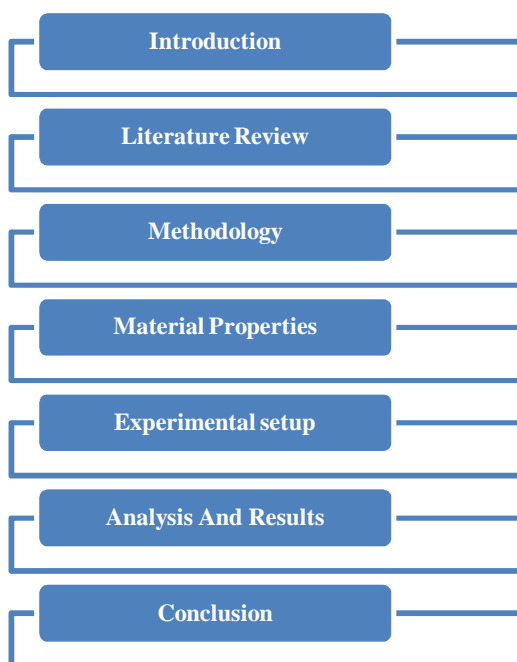 Introduction
Literature Review
Methodology
Material Properties
Experimental setup
Analysis And Results
Conclusion